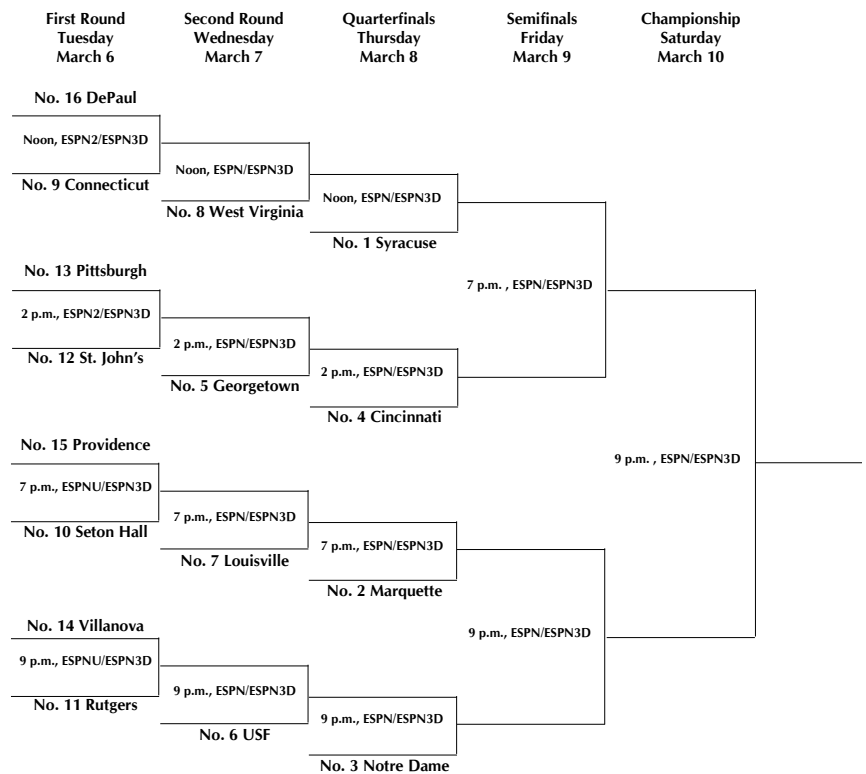 First Round
Tuesday
March 6
Second Round
Wednesday
March 7
Quarterfinals
Thursday
March 8
Semifinals
Friday
March 9
Championship
Saturday
March 10
No. 16 DePaul
Noon, ESPN2/ESPN3D
No. 9 Connecticut
Noon, ESPN/ESPN3D
No. 8 West Virginia
Noon, ESPN/ESPN3D
No. 1 Syracuse
No. 13 Pittsburgh
2 p.m., ESPN2/ESPN3D
No. 12 St. John’s
2 p.m., ESPN/ESPN3D
No. 5 Georgetown
2 p.m., ESPN/ESPN3D
No. 4 Cincinnati
7 p.m. , ESPN/ESPN3D
No. 15 Providence
7 p.m., ESPNU/ESPN3D
No. 10 Seton Hall
7 p.m., ESPN/ESPN3D
No. 7 Louisville
7 p.m., ESPN/ESPN3D
No. 2 Marquette
No. 14 Villanova
9 p.m., ESPNU/ESPN3D
No. 11 Rutgers
9 p.m., ESPN/ESPN3D
No. 6 USF
9 p.m., ESPN/ESPN3D
No. 3 Notre Dame
9 p.m., ESPN/ESPN3D
9 p.m. , ESPN/ESPN3D